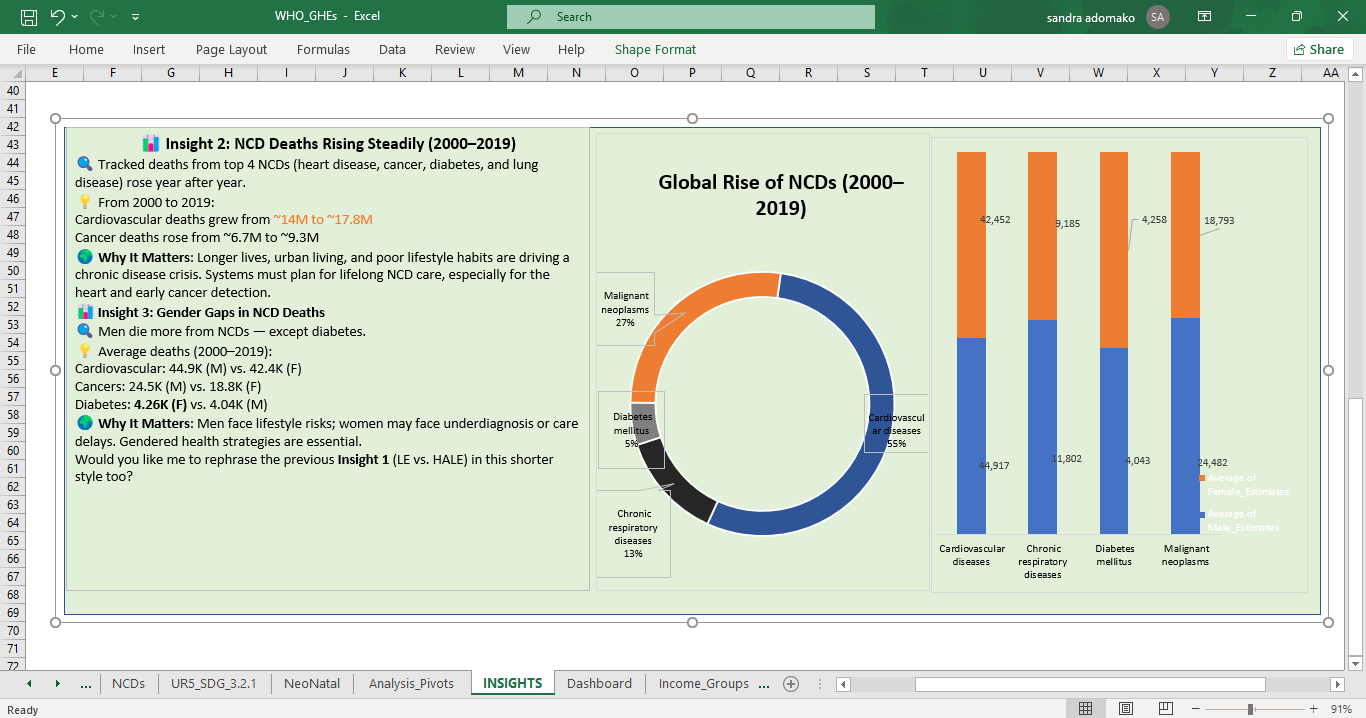 WHO_GHEs - Excel
Search
sandra adomako
SA
File Home Insert Page Layout Formulas Data Review View Help Shape Format
Share
E F G H I J K L M N O P Q R S T U V W X Y Z AA
40
41
42
43
44
45
46
47
48
49
50
51
52
53
54
55
56
57
58
59
60
61
62
63
64
65
66
67
68
69
70
71
72
Insight 2: NCD Deaths Rising Steadily (2000–2019)
Tracked deaths from top 4 NCDs (heart disease, cancer, diabetes, and lung
disease) rose year after year.
From 2000 to 2019:
Cardiovascular deaths grew from ~14M to ~17.8M
Cancer deaths rose from ~6.7M to ~9.3M
Why It Matters: Longer lives, urban living, and poor lifestyle habits are driving a
chronic disease crisis. Systems must plan for lifelong NCD care, especially for the
heart and early cancer detection.
Insight 3: Gender Gaps in NCD Deaths
Men die more from NCDs — except diabetes.
Average deaths (2000–2019):
Cardiovascular: 44.9K (M) vs. 42.4K (F)
Cancers: 24.5K (M) vs. 18.8K (F)
Diabetes: 4.26K (F) vs. 4.04K (M)
Why It Matters: Men face lifestyle risks; women may face underdiagnosis or care
delays. Gendered health strategies are essential.
Would you like me to rephrase the previous Insight 1 (LE vs. HALE) in this shorter
style too?
Global Rise of NCDs (2000–
2019)
Malignant
neoplasms
27%
Diabetes
mellitus
5%
Chronic
respiratory
diseases
13%
Cardiovascul
ar diseases
55%
42,452
9,185
4,258
18,793
44,917
11,802
4,043
24,482
Average of
Female_Estimates
Average of
Male_Estimates
Cardiovascular
diseases
Chronic
respiratory
diseases
Diabetes
mellitus
Malignant
neoplasms
... NCDs UR5_SDG_3.2.1 NeoNatal Analysis_Pivots INSIGHTS Dashboard Income_Groups ...
Ready
91%